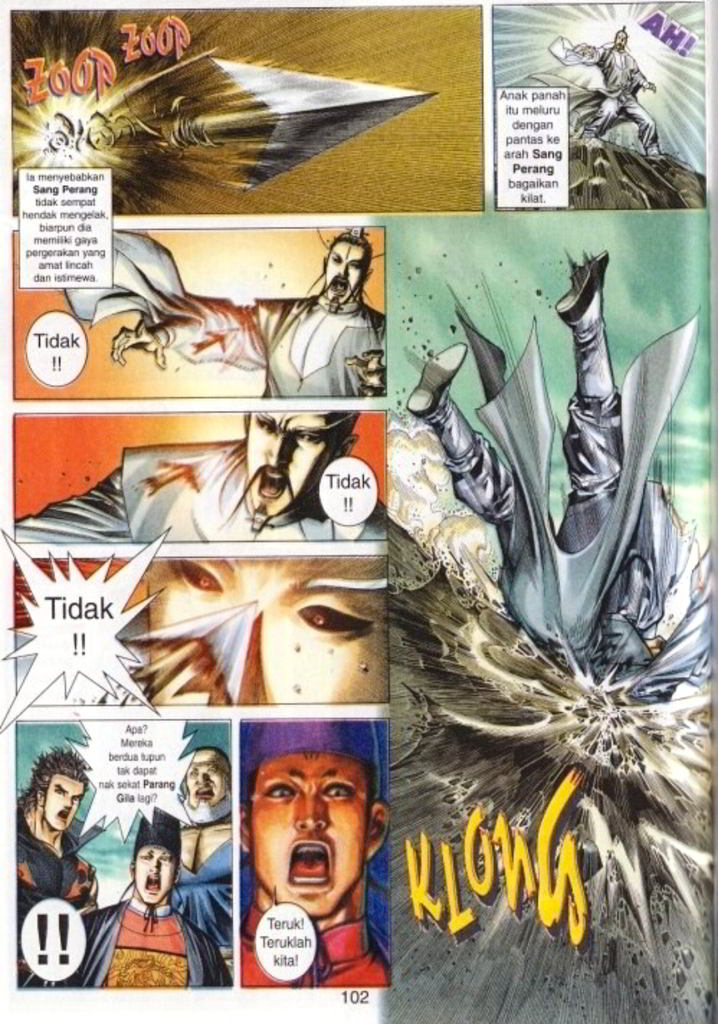 ZOOP ZOOP
Ia menyebabkan
Sang Perang
tidak sempat
hendak mengelak,
biarpun dia
memiliki gaya
pergerakan yang
amat lincah
dan istimewa.
AH!
Anak panah
itu meluru
dengan
pantas ke
arah Sang
Perang
bagaikan
kilat.
Tidak
!!
Tidak
!!
Tidak
!!
Apa?
Mereka
berdua tupun
tak dapat
nak sekat Parang
Gila lagi?
!!
Teruk!
Teruklah
kita!
KLONG
102